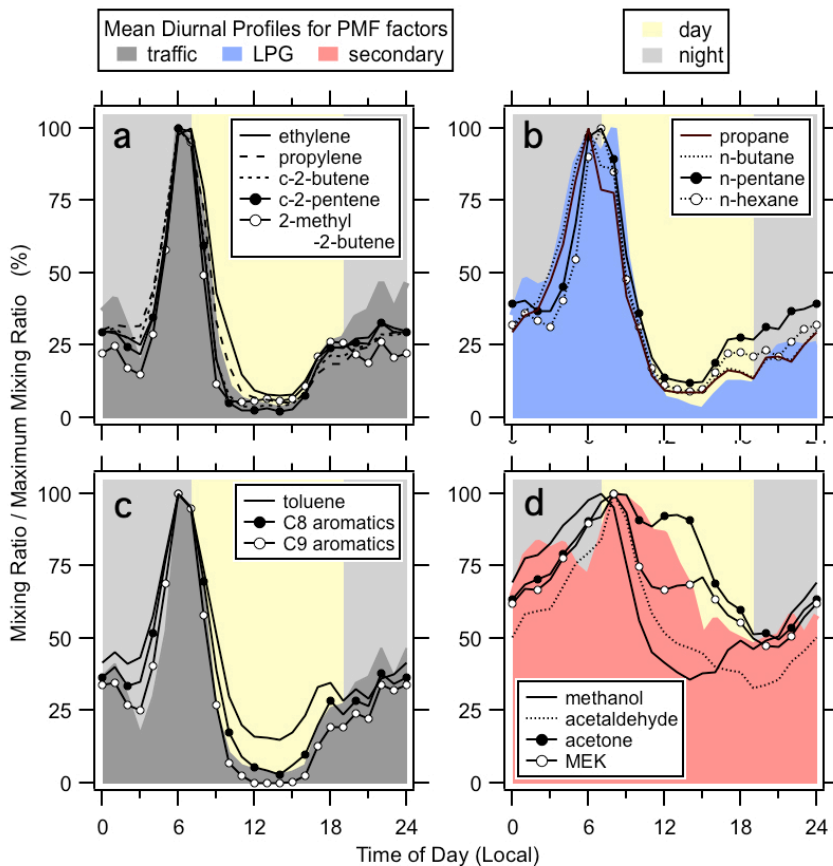 Mean Diurnal Profiles for PMF factors
traffic LPG secondary
day
night
Mixing Ratio / Maximum Mixing Ratio (%)
a
100
75
50
25
0
ethylene
propylene
c-2-butene
c-2-pentene
2-methyl
-2-butene
b
100
75
50
25
0
propane
n-butane
n-pentane
n-hexane
c
100
75
50
25
0
toluene
C8 aromatics
C9 aromatics
0 6 12 18 24
d
100
75
50
25
0
methanol
acetaldehyde
acetone
MEK
0 6 12 18 24
Time of Day (Local)